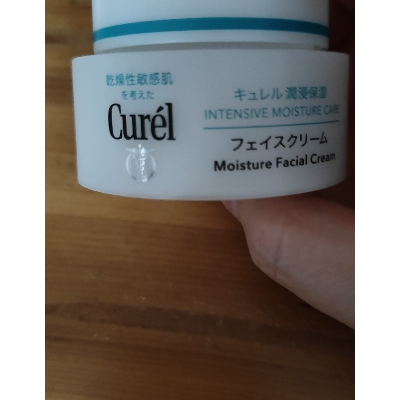 乾燥性敏感肌
を考えた
Curél
キュレル 潤浸保湿
INTENSIVE MOISTURE CARE
フェイスクリーム
Moisture Facial Cream